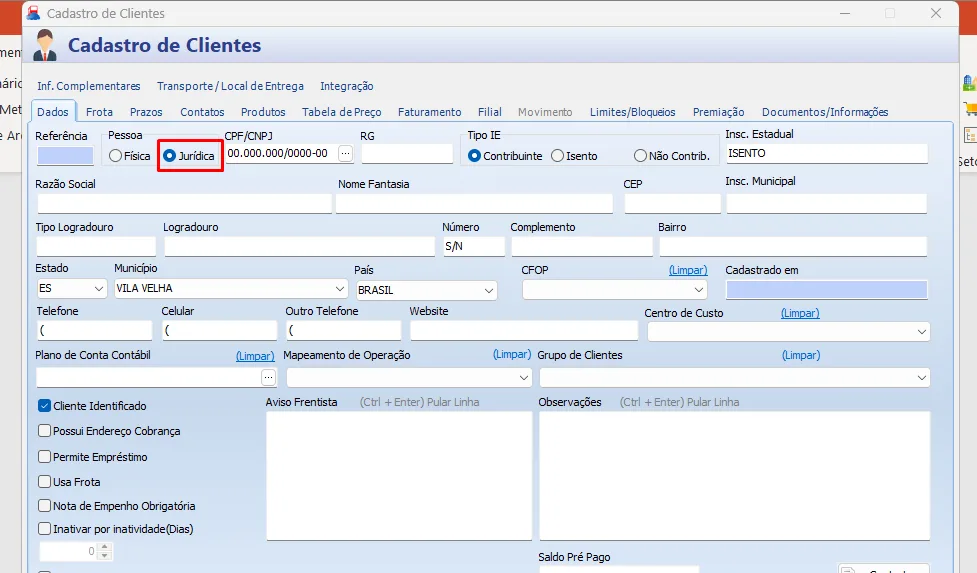 Cadastro de Clientes
Cadastro de Clientes
Inf. Complementares Transporte / Local de Entrega Integração
Dados Frota Prazos Contatos Produtos Tabela de Preço Faturamento Filial Movimento Limites/Bloqueios Premiação Documentos/Informações
Referência Pessoa CPF/CNPJ RG Tipo IE Insc. Estadual
Física Jurídica 00.000.000/0000-00 ... Contribuinte Isento Não Contrib. ISENTO
Razão Social Nome Fantasia CEP Insc. Municipal
Tipo Logradouro Logradouro Número Complemento Bairro
S/N
Estado Município País CFOP (Limpar) Cadastrado em
ES VILA VELHA BRASIL
Telefone Celular Outro Telefone Website Centro de Custo (Limpar)
( ( (
Plano de Conta Contábil (Limpar) Mapeamento de Operação (Limpar) Grupo de Clientes (Limpar)
...
Cliente Identificado Aviso Frentista (Ctrl + Enter) Pular Linha Observações (Ctrl + Enter) Pular Linha
Possui Endereço Cobrança
Permite Empréstimo
Usa Frota
Nota de Empenho Obrigatória
Inativar por inatividade(Dias)
0
Saldo Pré Pago